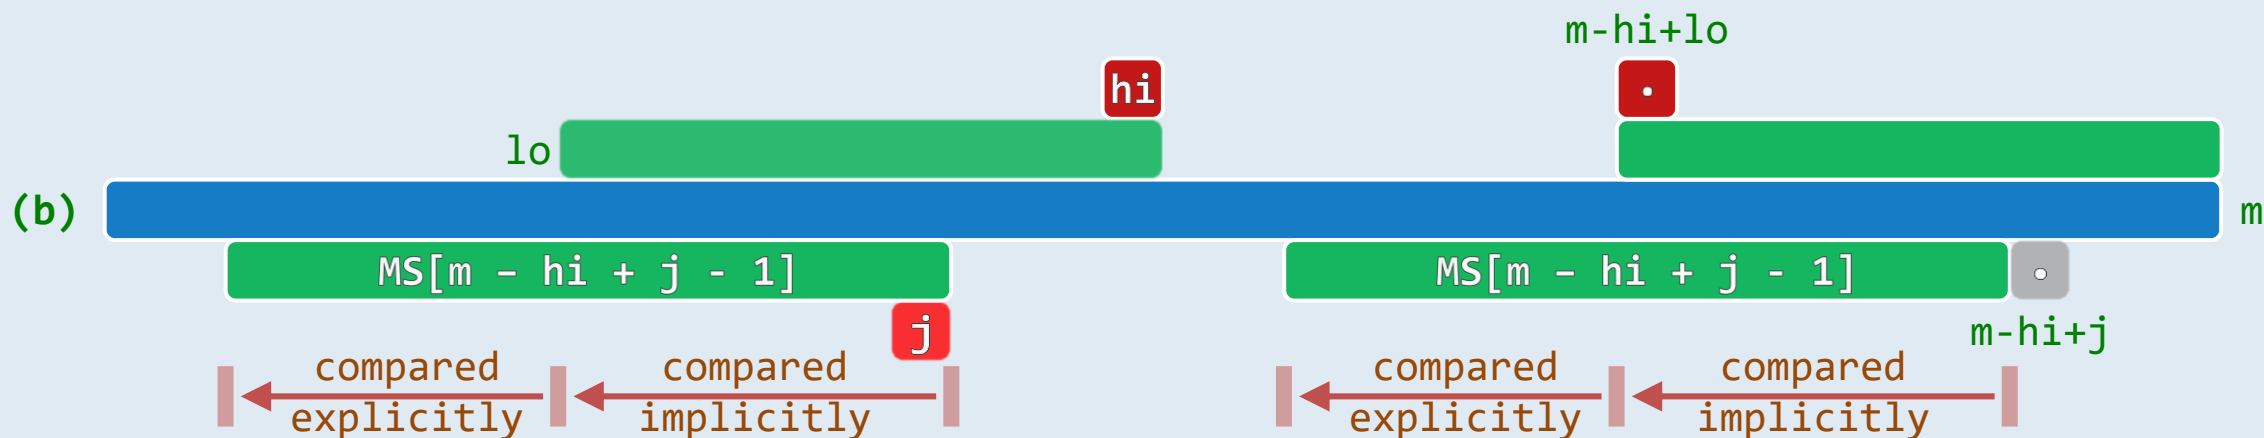 m-hi+lo
hi
lo
(b)
m
MS[m – hi + j - 1]
MS[m – hi + j - 1]
j
m-hi+j
compared
explicitly
compared
implicitly
compared
explicitly
compared
implicitly